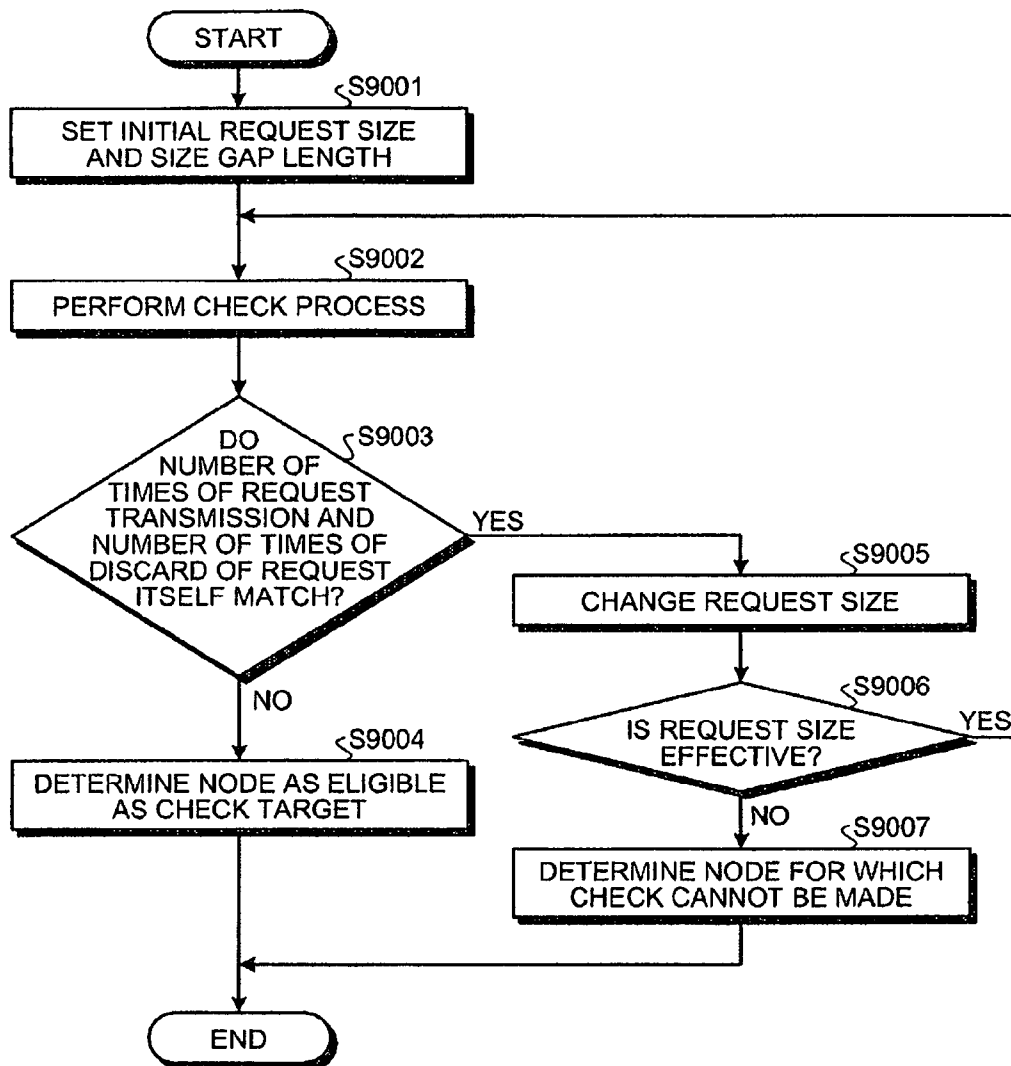 START
S9001
SET INITIAL REQUEST SIZE
AND SIZE GAP LENGTH
S9002
PERFORM CHECK PROCESS
S9003
DO
NUMBER OF
TIMES OF REQUEST
TRANSMISSION AND
NUMBER OF TIMES OF
DISCARD OF REQUEST
ITSELF MATCH?
YES
NO
S9005
CHANGE REQUEST SIZE
S9006
IS REQUEST SIZE
EFFECTIVE?
YES
NO
S9004
DETERMINE NODE AS ELIGIBLE
AS CHECK TARGET
S9007
DETERMINE NODE FOR WHICH
CHECK CANNOT BE MADE
END